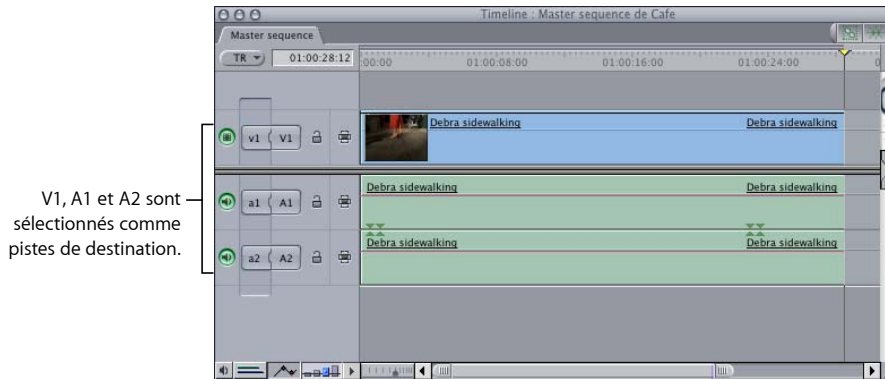 Timeline : Master sequence de Cafe
Master sequence
TR 01:00:28:12 :00:00 01:00:08:00 01:00:16:00 01:00:24:00 0
v1 V1 Debra sidewalking Debra sidewalking
a1 A1 Debra sidewalking Debra sidewalking
a2 A2 Debra sidewalking Debra sidewalking
V1, A1 et A2 sont
sélectionnés comme
pistes de destination.